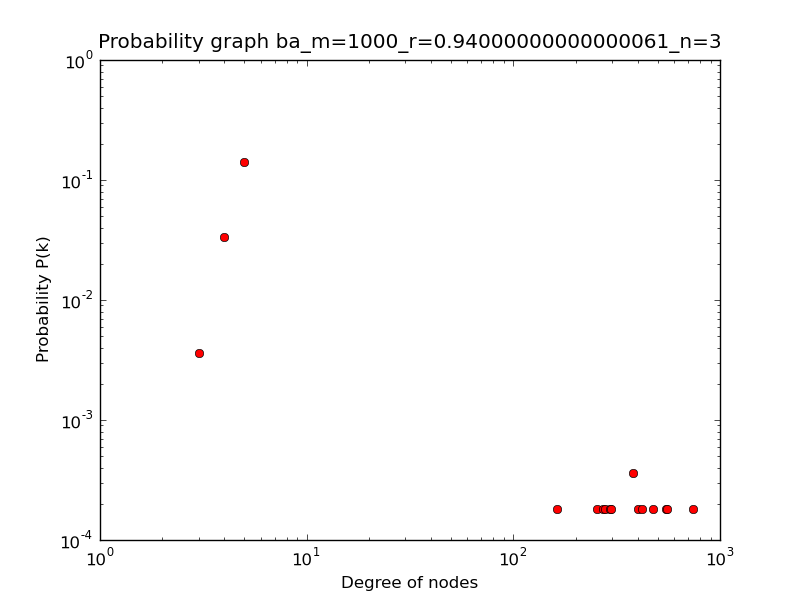 Probability graph ba_m=1000_r=0.94000000000000061_n=3
10^0
10^-1
10^-2
10^-3
10^-4
Probability P(k)
10^0 10^1 10^2 10^3
Degree of nodes